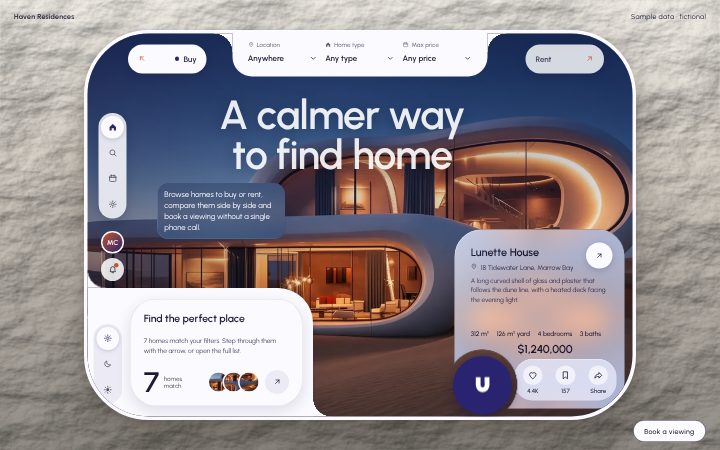 Haven Residences
Sample data · fictional
Buy
Location
Anywhere
Home type
Any type
Max price
Any price
Rent
A calmer way
to find home
Browse homes to buy or rent,
compare them side by side and
book a viewing without a single
phone call.
MC
Lunette House
18 Tidewater Lane, Marrow Bay
A long curved shell of glass and plaster that
follows the dune line, with a heated deck facing
the evening light.
312 m² 126 m² yard 4 bedrooms 3 baths
$1,240,000
4.4K 157 Share
Find the perfect place
7 homes match your filters. Step through them
with the arrow, or open the full list.
7 homes
match
U
Book a viewing